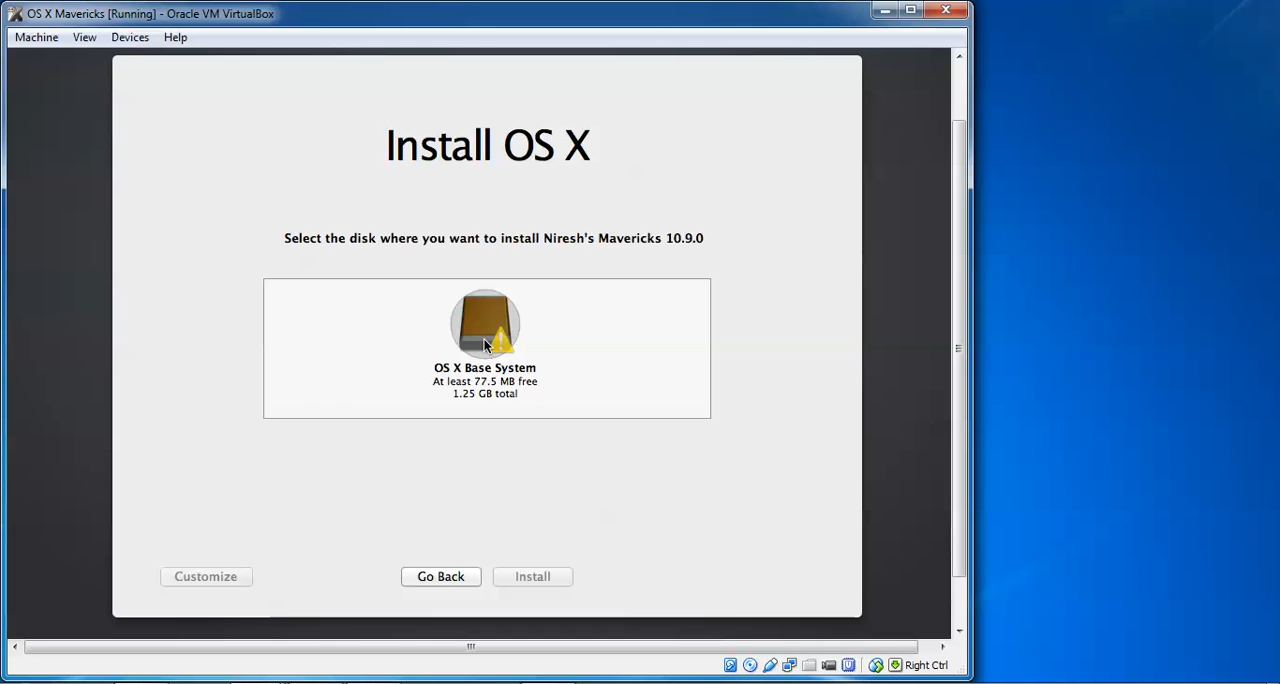 OS X Mavericks [Running] - Oracle VM VirtualBox
Machine View Devices Help
Install OS X
Select the disk where you want to install Niresh's Mavericks 10.9.0
OS X Base System
At least 77.5 MB free
1.25 GB total
Customize Go Back Install
Right Ctrl